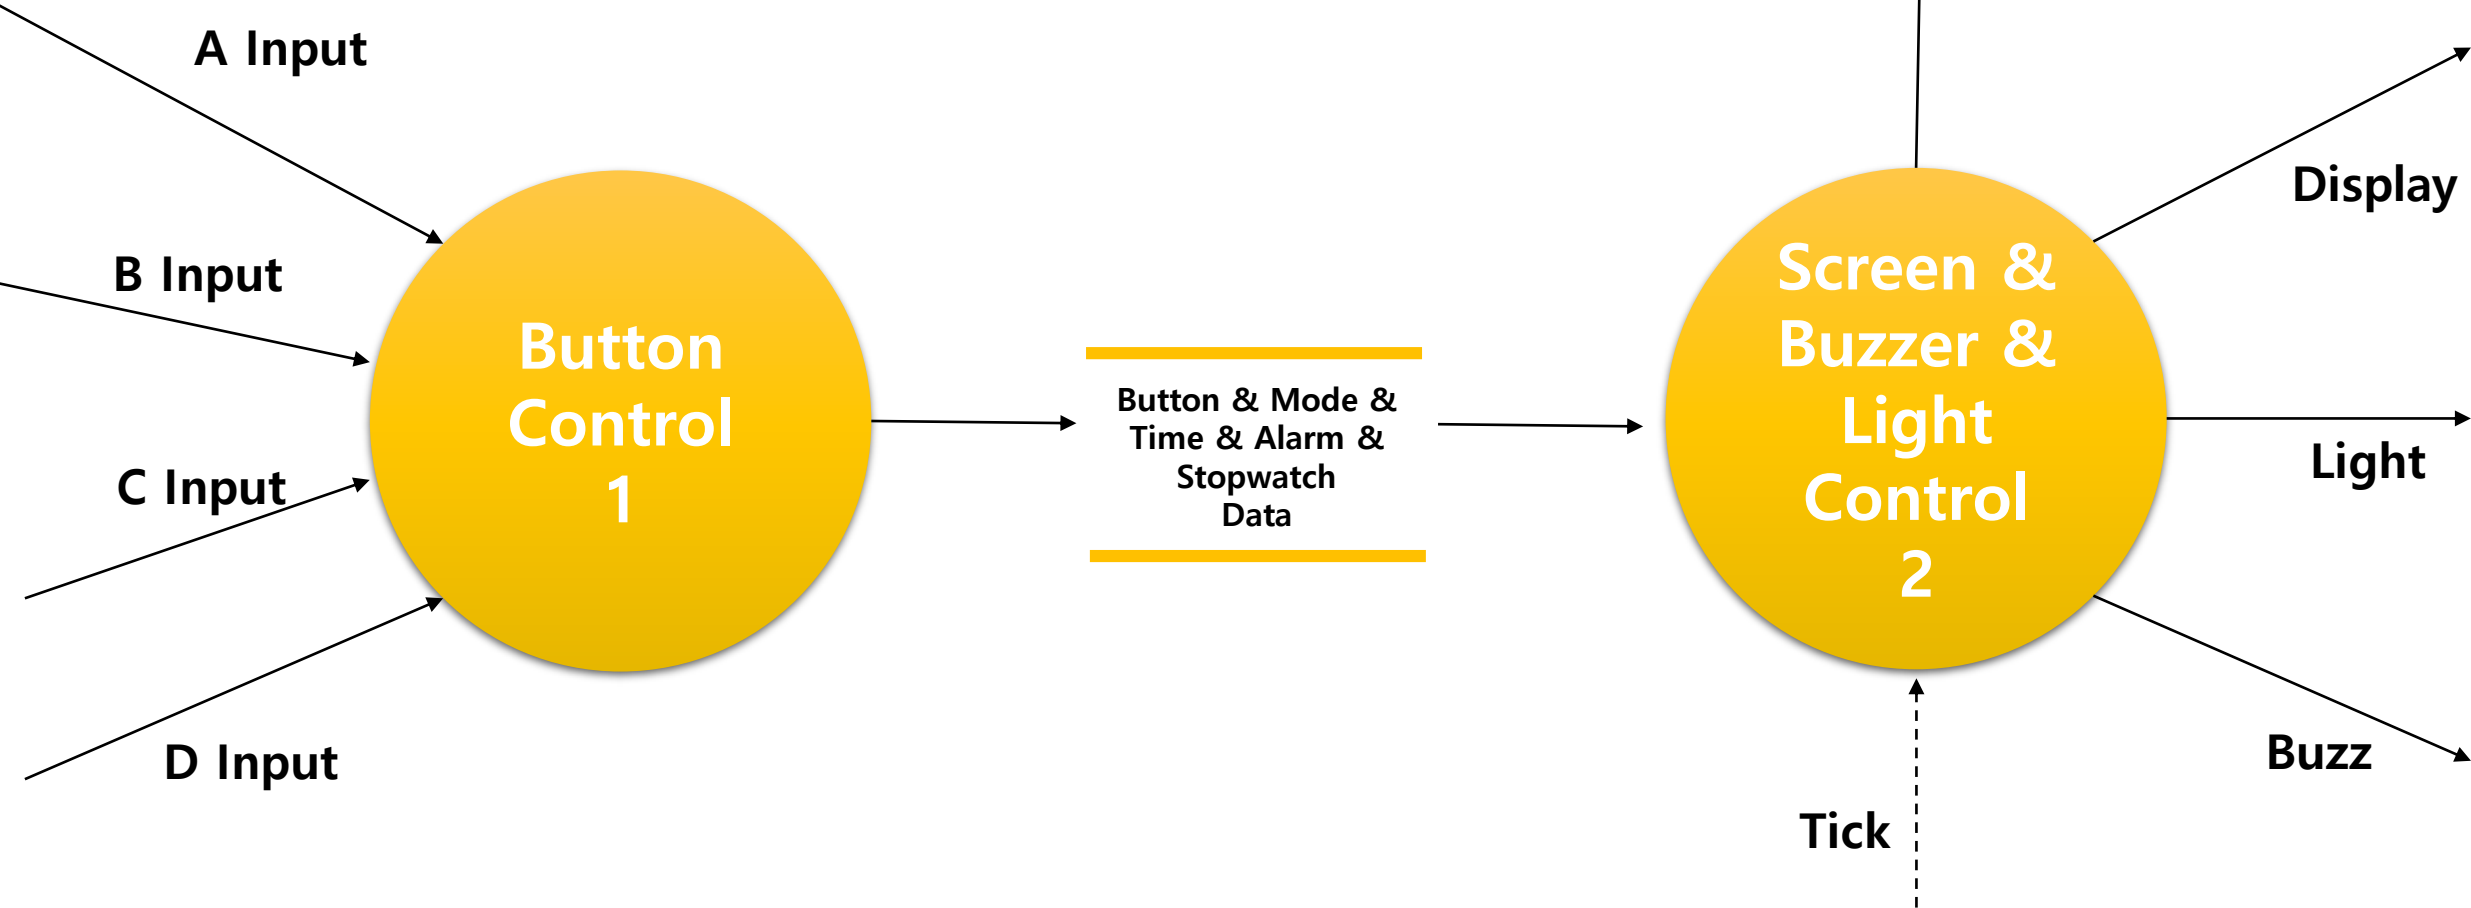 A Input
B Input
C Input
D Input
Button
Control
1
Button & Mode &
Time & Alarm &
Stopwatch
Data
Screen &
Buzzer &
Light
Control
2
Display
Light
Buzz
Tick